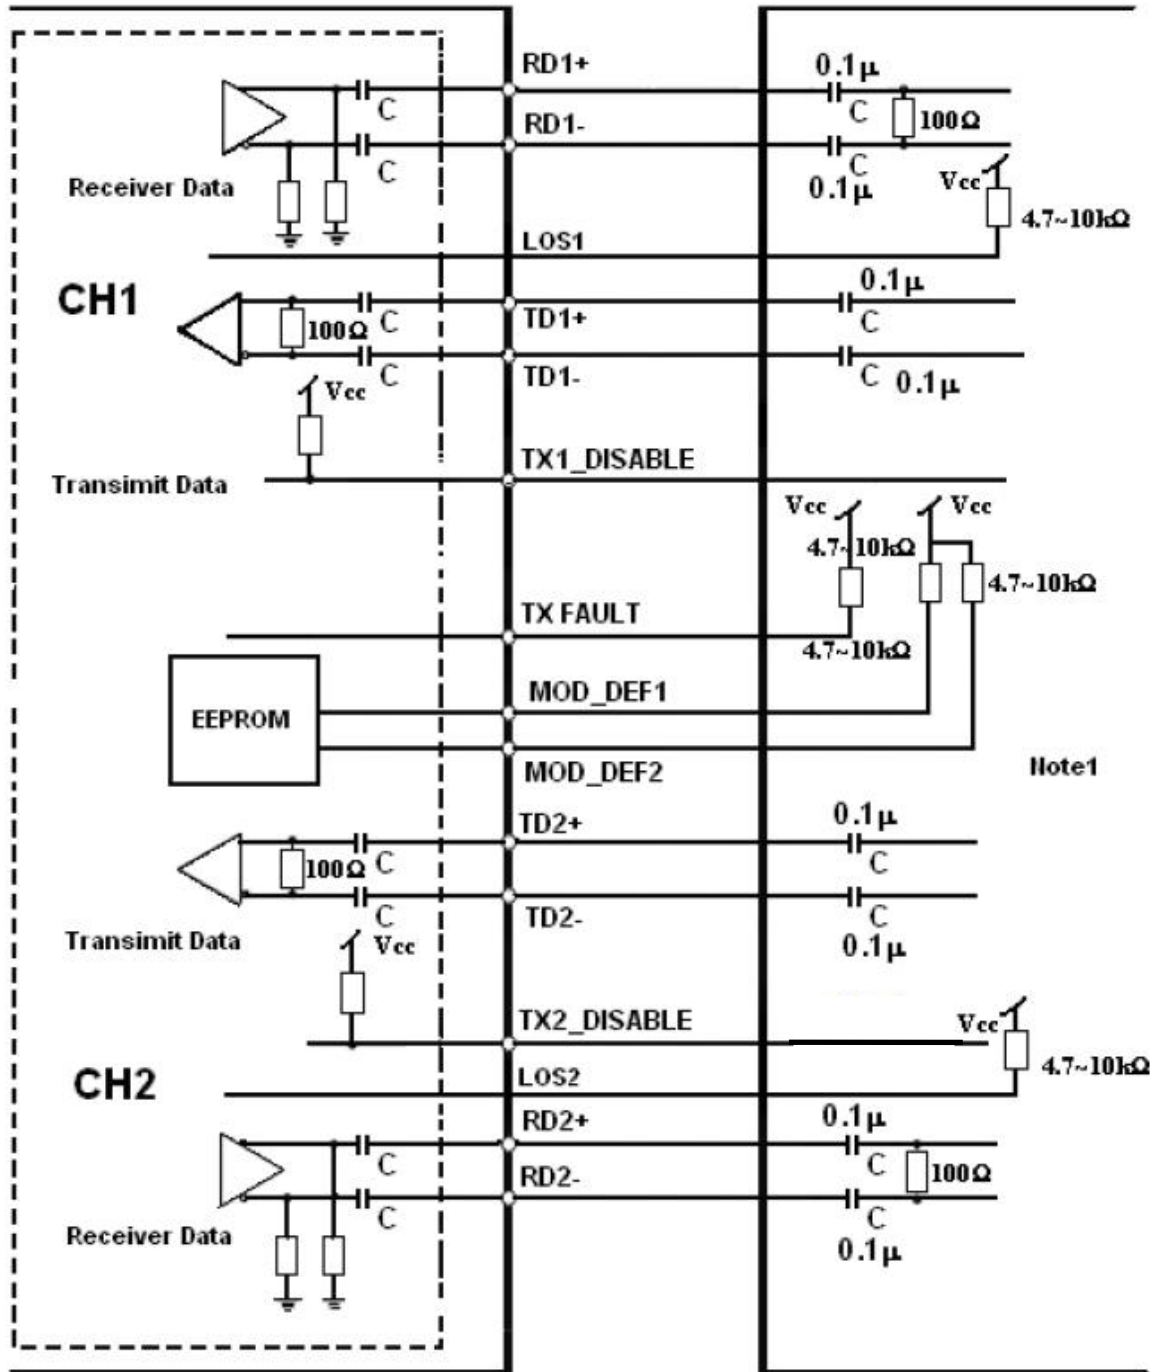 RD1+
0.1μ
C
C
100Ω
RD1-
C
C
0.1μ
Receiver Data
Vcc
4.7~10kΩ
LOS1
CH1
0.1μ
100Ω
C
TD1+
C
C
TD1-
C
0.1μ
Vcc
TX1_DISABLE
Transimit Data
Vcc
Vcc
4.7~10kΩ
4.7~10kΩ
TX FAULT
4.7~10kΩ
EEPROM
MOD_DEF1
MOD_DEF2
Note1
TD2+
0.1μ
100Ω
C
C
C
TD2-
C
0.1μ
Transimit Data
Vcc
TX2_DISABLE
Vcc
4.7~10kΩ
CH2
LOS2
RD2+
0.1μ
C
C
100Ω
RD2-
C
C
0.1μ
Receiver Data